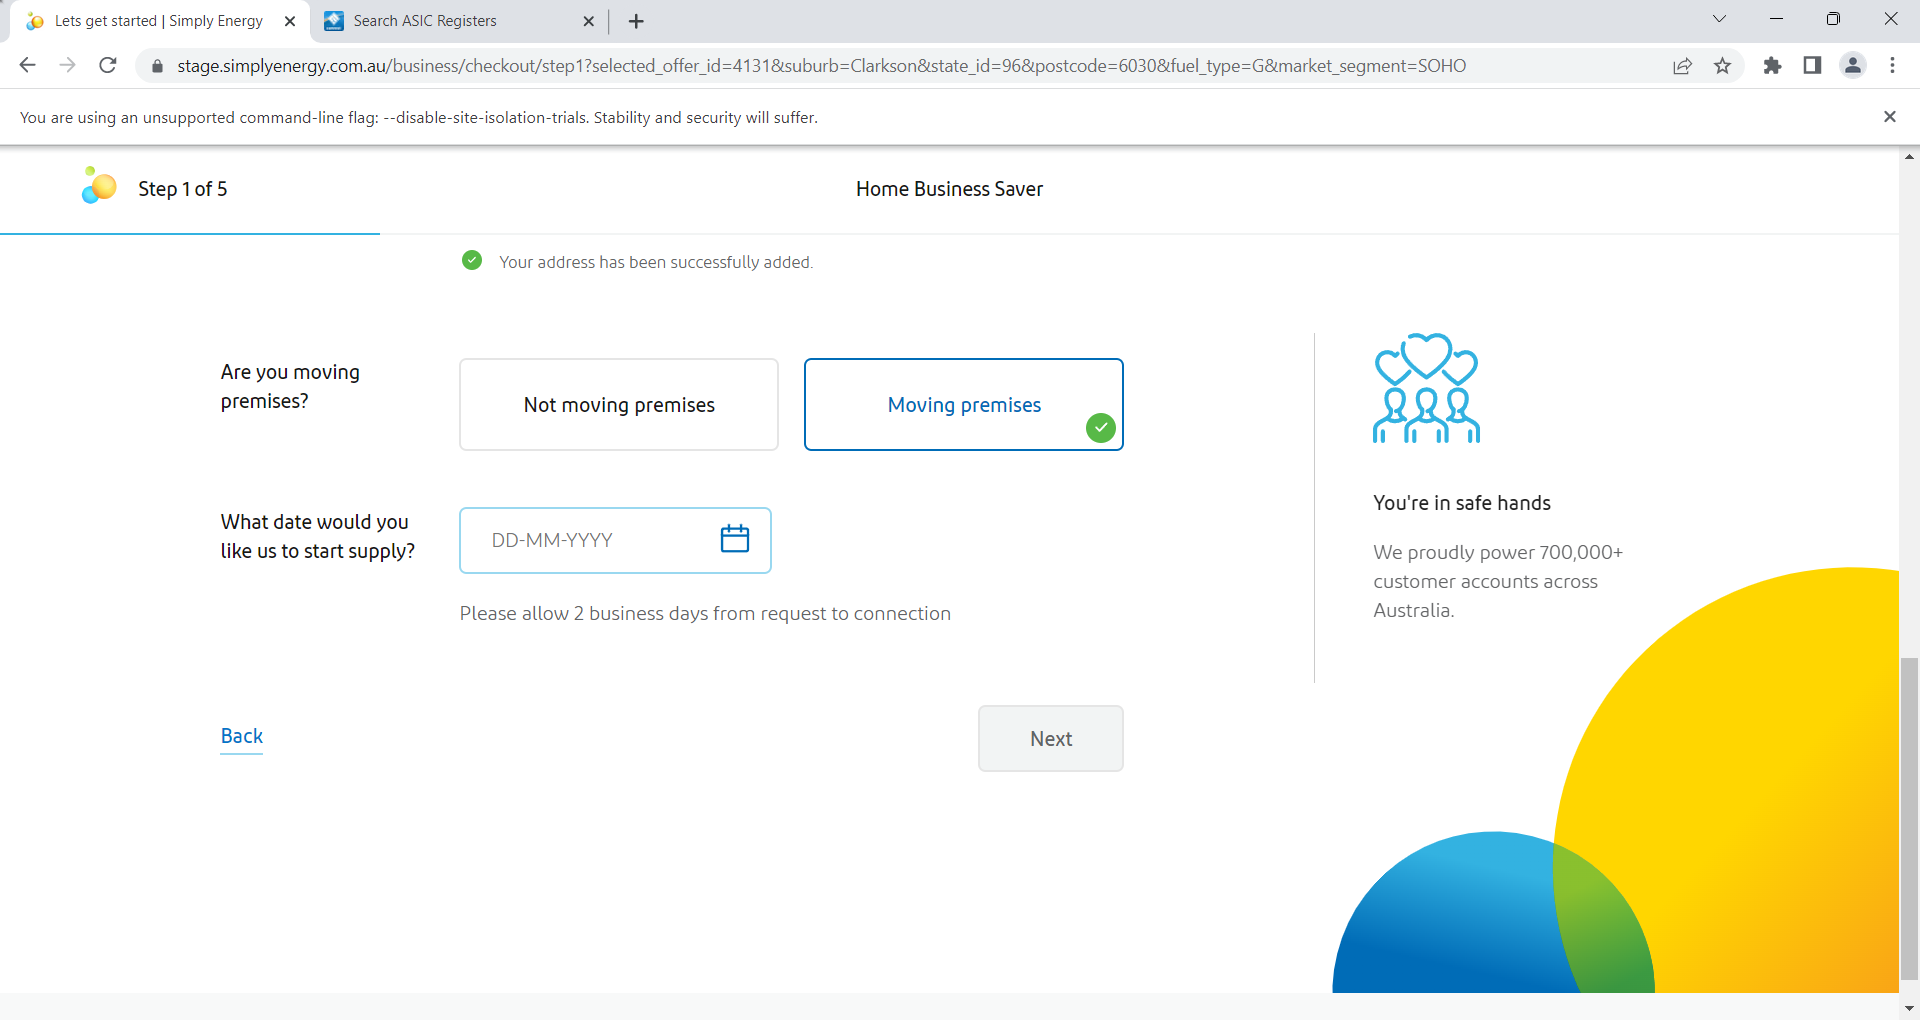 Lets get started | Simply Energy
Search ASIC Registers
stage.simplyenergy.com.au/business/checkout/step1?selected_offer_id=4131&suburb=Clarkson&state_id=96&postcode=6030&fuel_type=G&market_segment=SOHO
You are using an unsupported command-line flag: --disable-site-isolation-trials. Stability and security will suffer.
Step 1 of 5
Home Business Saver
Your address has been successfully added.
Are you moving
premises?
Not moving premises
Moving premises
What date would you
like us to start supply?
DD-MM-YYYY
Please allow 2 business days from request to connection
You're in safe hands
We proudly power 700,000+
customer accounts across
Australia.
Back
Next